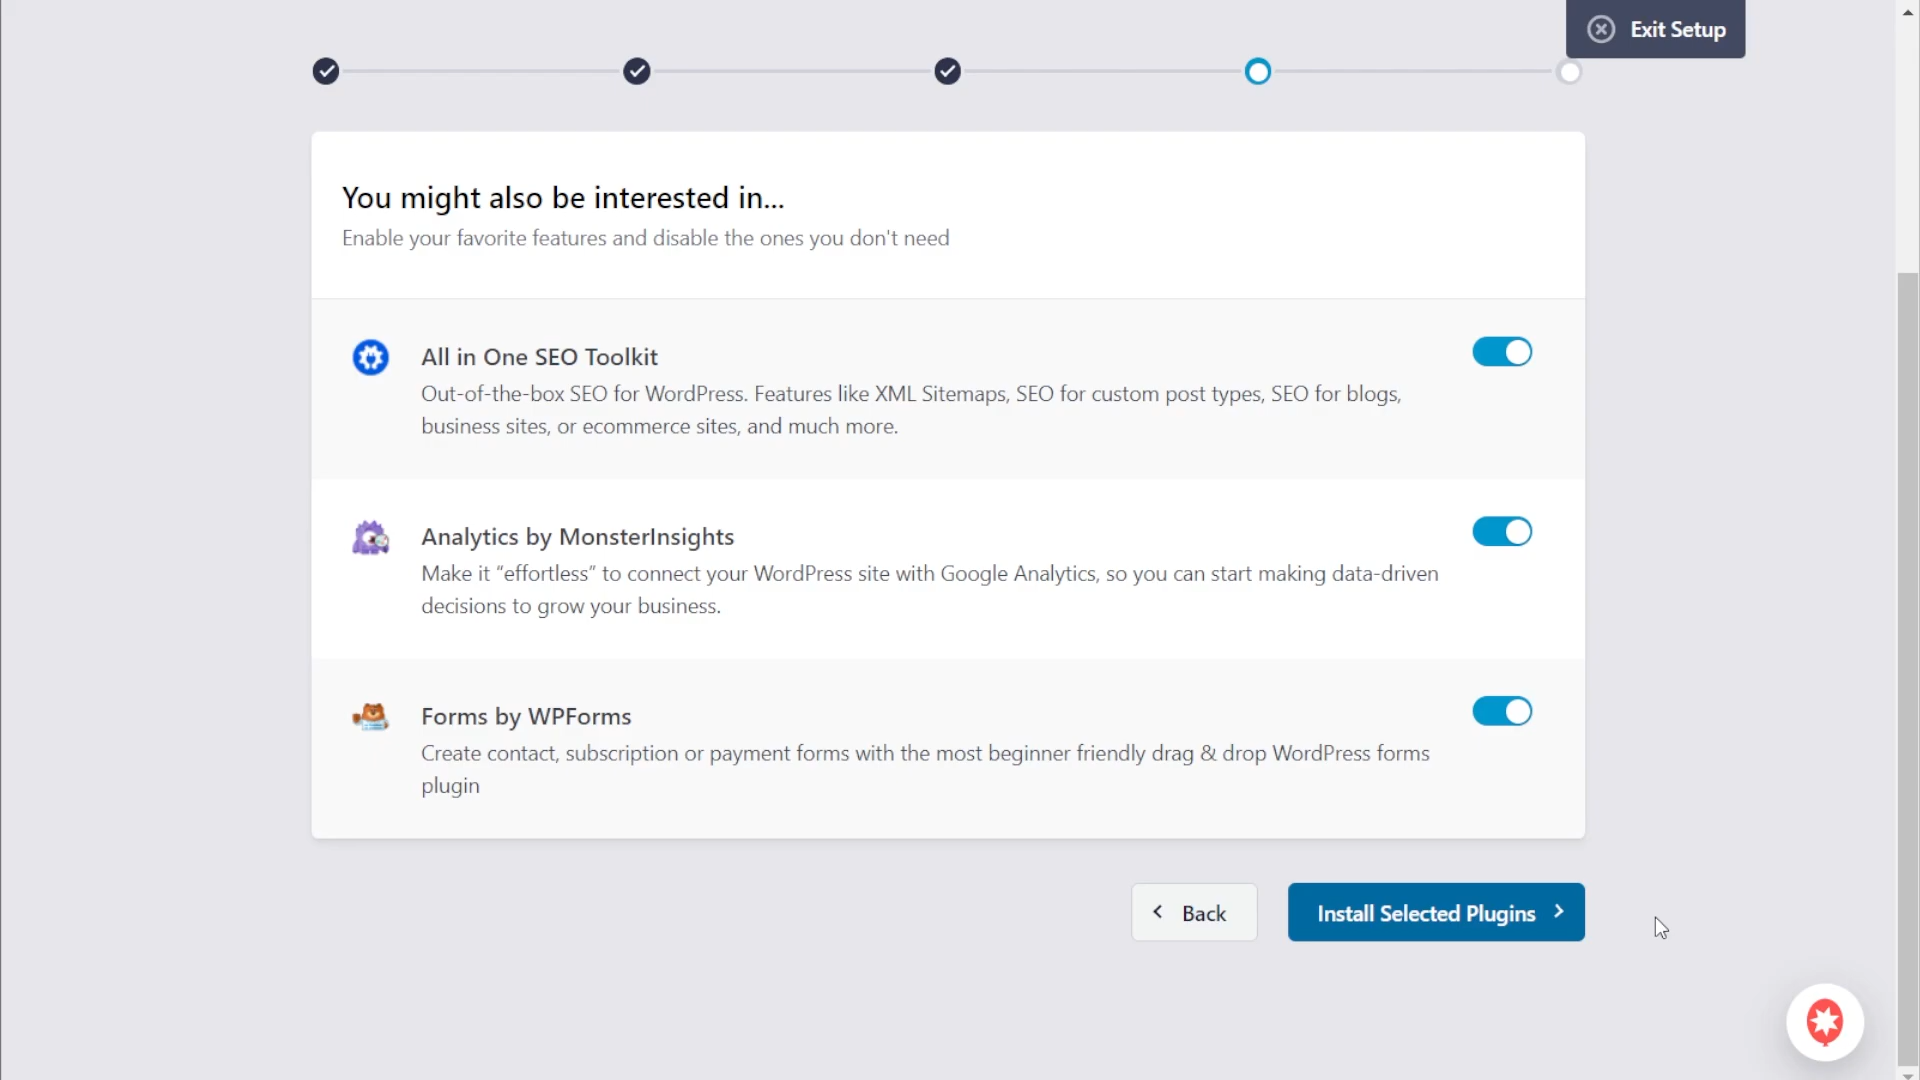 Exit Setup
You might also be interested in...
Enable your favorite features and disable the ones you don't need
All in One SEO Toolkit
Out-of-the-box SEO for WordPress. Features like XML Sitemaps, SEO for custom post types, SEO for blogs,
business sites, or ecommerce sites, and much more.
Analytics by MonsterInsights
Make it “effortless” to connect your WordPress site with Google Analytics, so you can start making data-driven
decisions to grow your business.
Forms by WPForms
Create contact, subscription or payment forms with the most beginner friendly drag & drop WordPress forms
plugin
Back
Install Selected Plugins